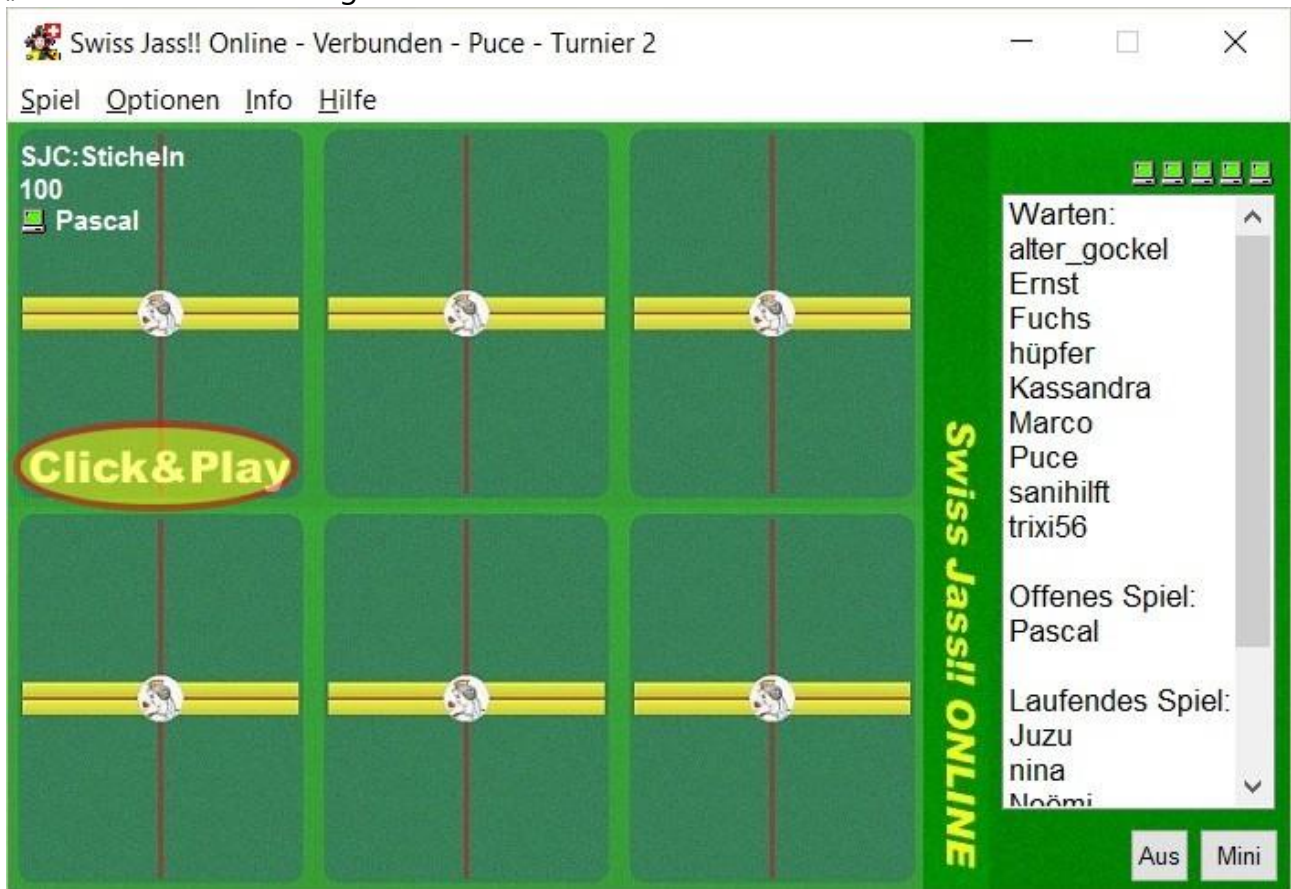 Swiss Jass!! Online - Verbunden - Puce - Turnier 2
Spiel Optionen Info Hilfe
SJC:Sticheln
100
Pascal
Click&Play
Swiss Jass!! ONLINE
Warten:
alter_gockel
Ernst
Fuchs
hüpfer
Kassandra
Marco
Puce
sanihilft
trixi56
Offenes Spiel:
Pascal
Laufendes Spiel:
Juzu
nina
Noömi
Aus Mini